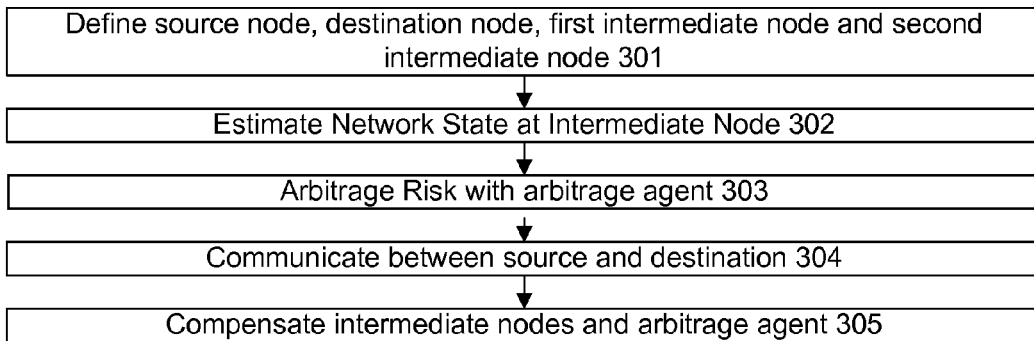 Define source node, destination node, first intermediate node and second
intermediate node 301
Estimate Network State at Intermediate Node 302
Arbitrage Risk with arbitrage agent 303
Communicate between source and destination 304
Compensate intermediate nodes and arbitrage agent 305